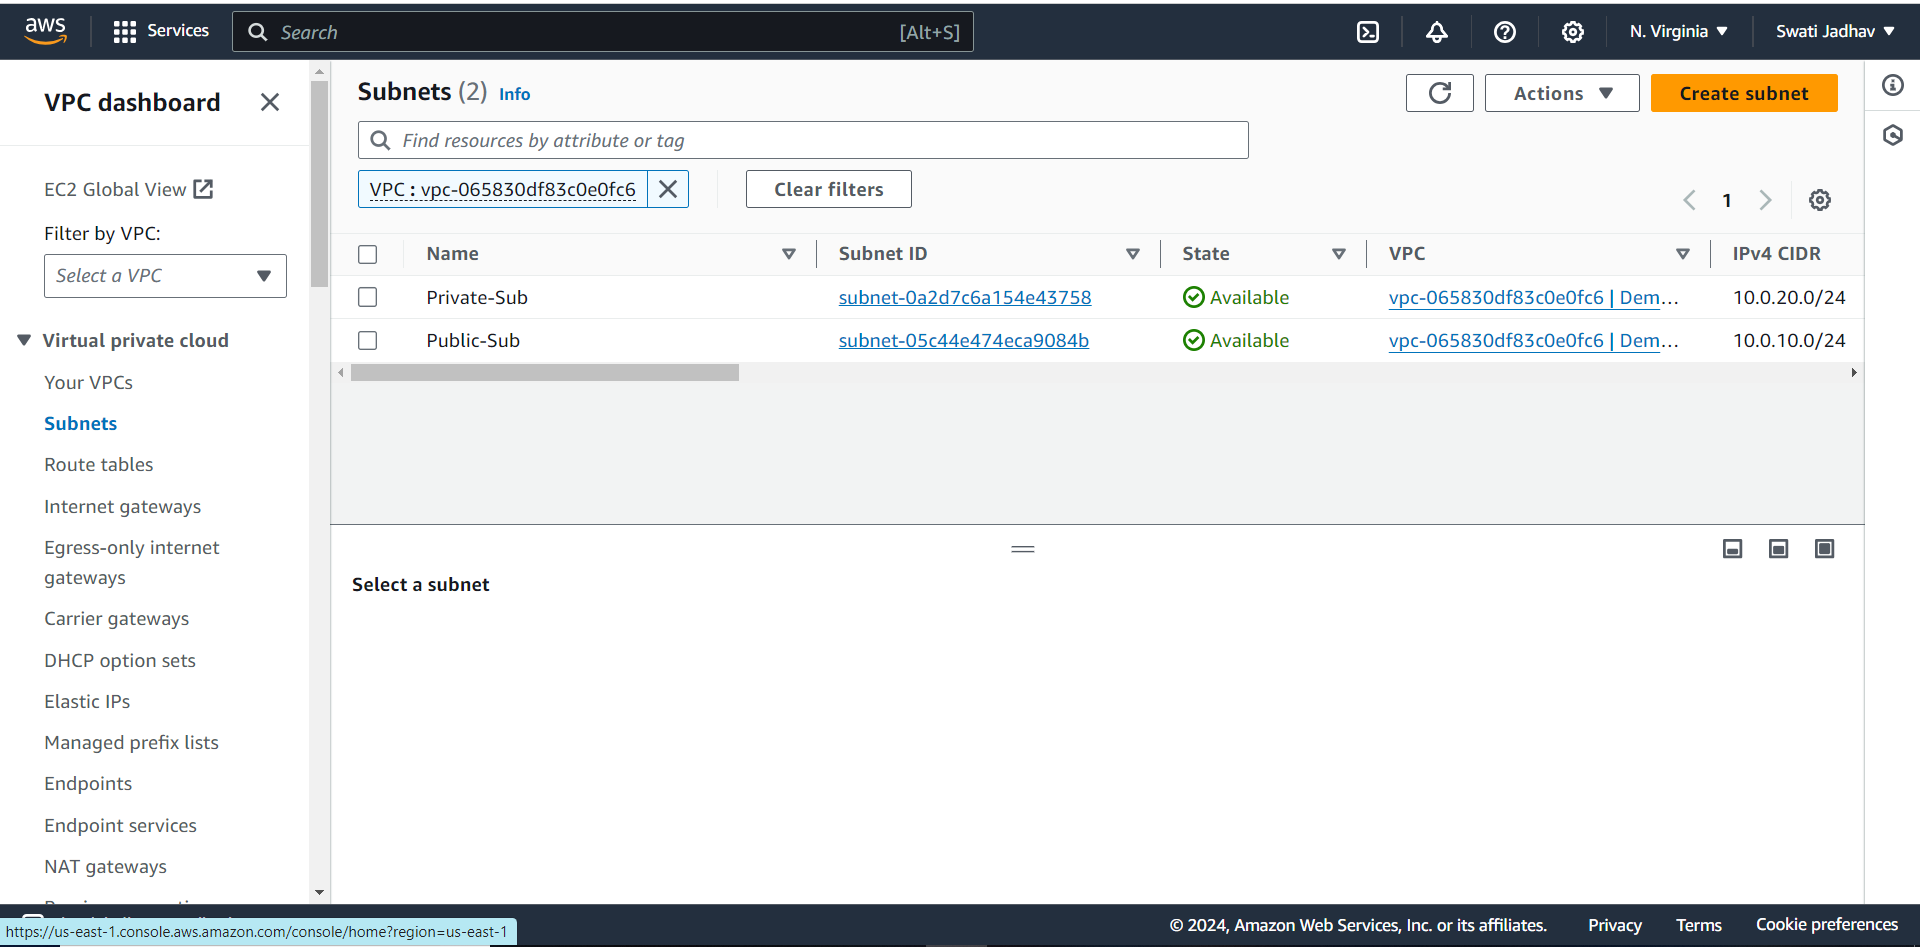 aws Services Search [Alt+S] N. Virginia Swati Jadhav
VPC dashboard
EC2 Global View
Filter by VPC:
Select a VPC
Virtual private cloud
Your VPCs
Subnets
Route tables
Internet gateways
Egress-only internet
gateways
Carrier gateways
DHCP option sets
Elastic IPs
Managed prefix lists
Endpoints
Endpoint services
NAT gateways
Subnets (2) Info
Actions Create subnet
Find resources by attribute or tag
VPC : vpc-065830df83c0e0fc6 Clear filters
1
Name Subnet ID State VPC IPv4 CIDR
Private-Sub subnet-0a2d7c6a154e43758 Available vpc-065830df83c0e0fc6 | Dem... 10.0.20.0/24
Public-Sub subnet-05c44e474eca9084b Available vpc-065830df83c0e0fc6 | Dem... 10.0.10.0/24
Select a subnet
https://us-east-1.console.aws.amazon.com/console/home?region=us-east-1
© 2024, Amazon Web Services, Inc. or its affiliates. Privacy Terms Cookie preferences